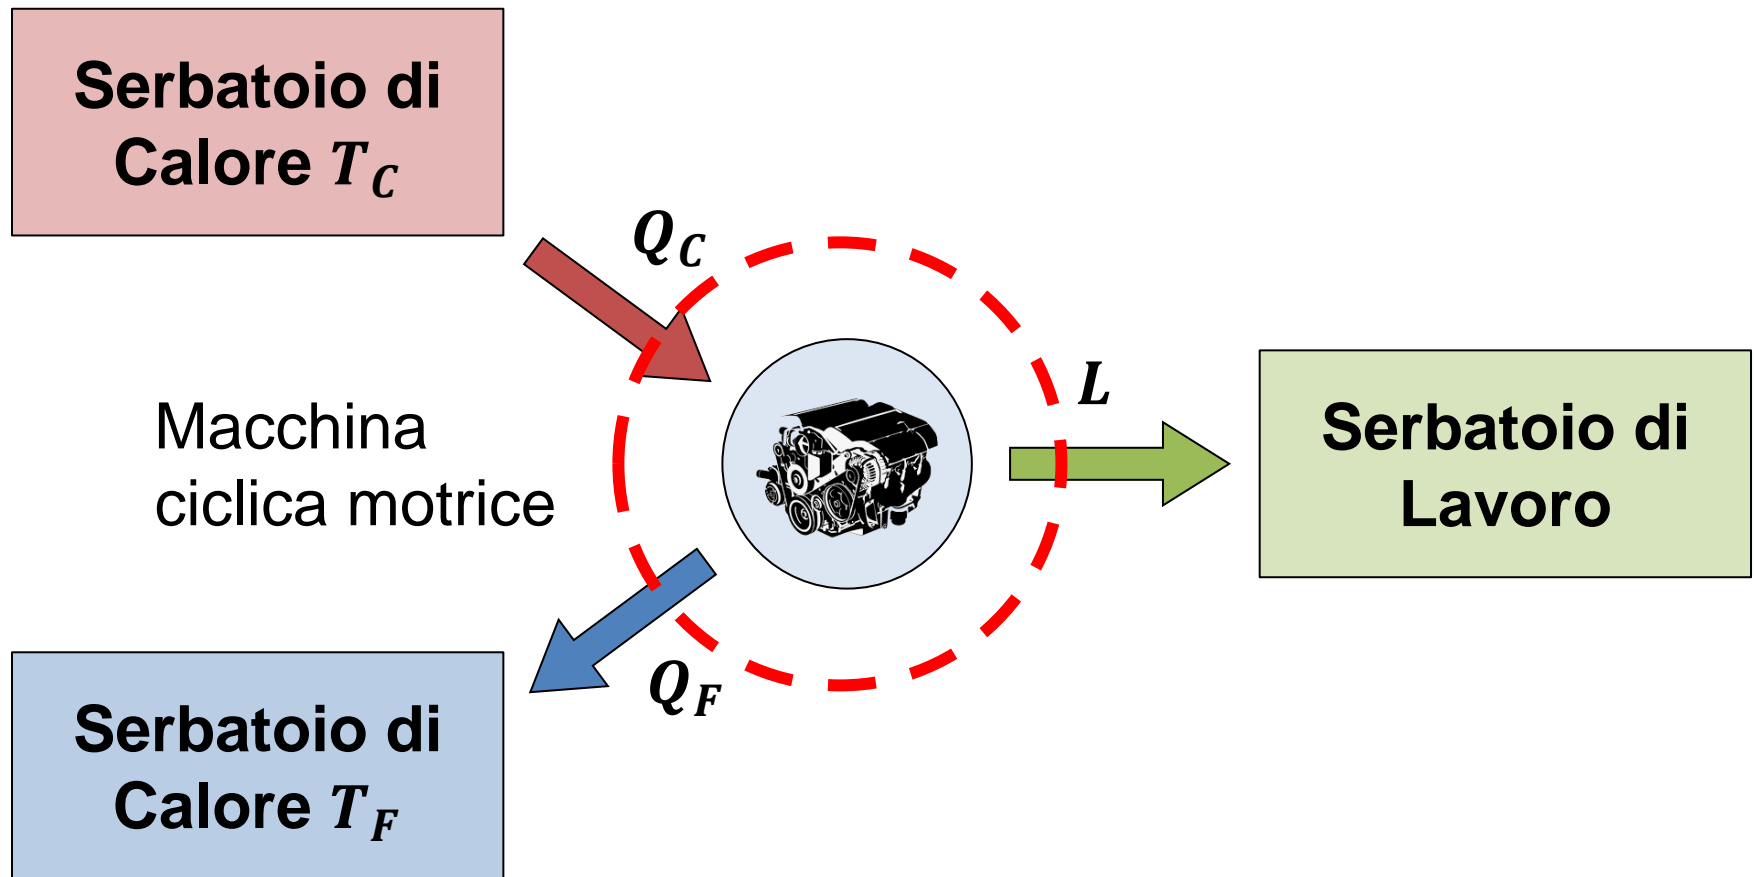 Serbatoio di
Calore T_C
Q_C
L
Macchina
ciclica motrice
Serbatoio di
Lavoro
Q_F
Serbatoio di
Calore T_F